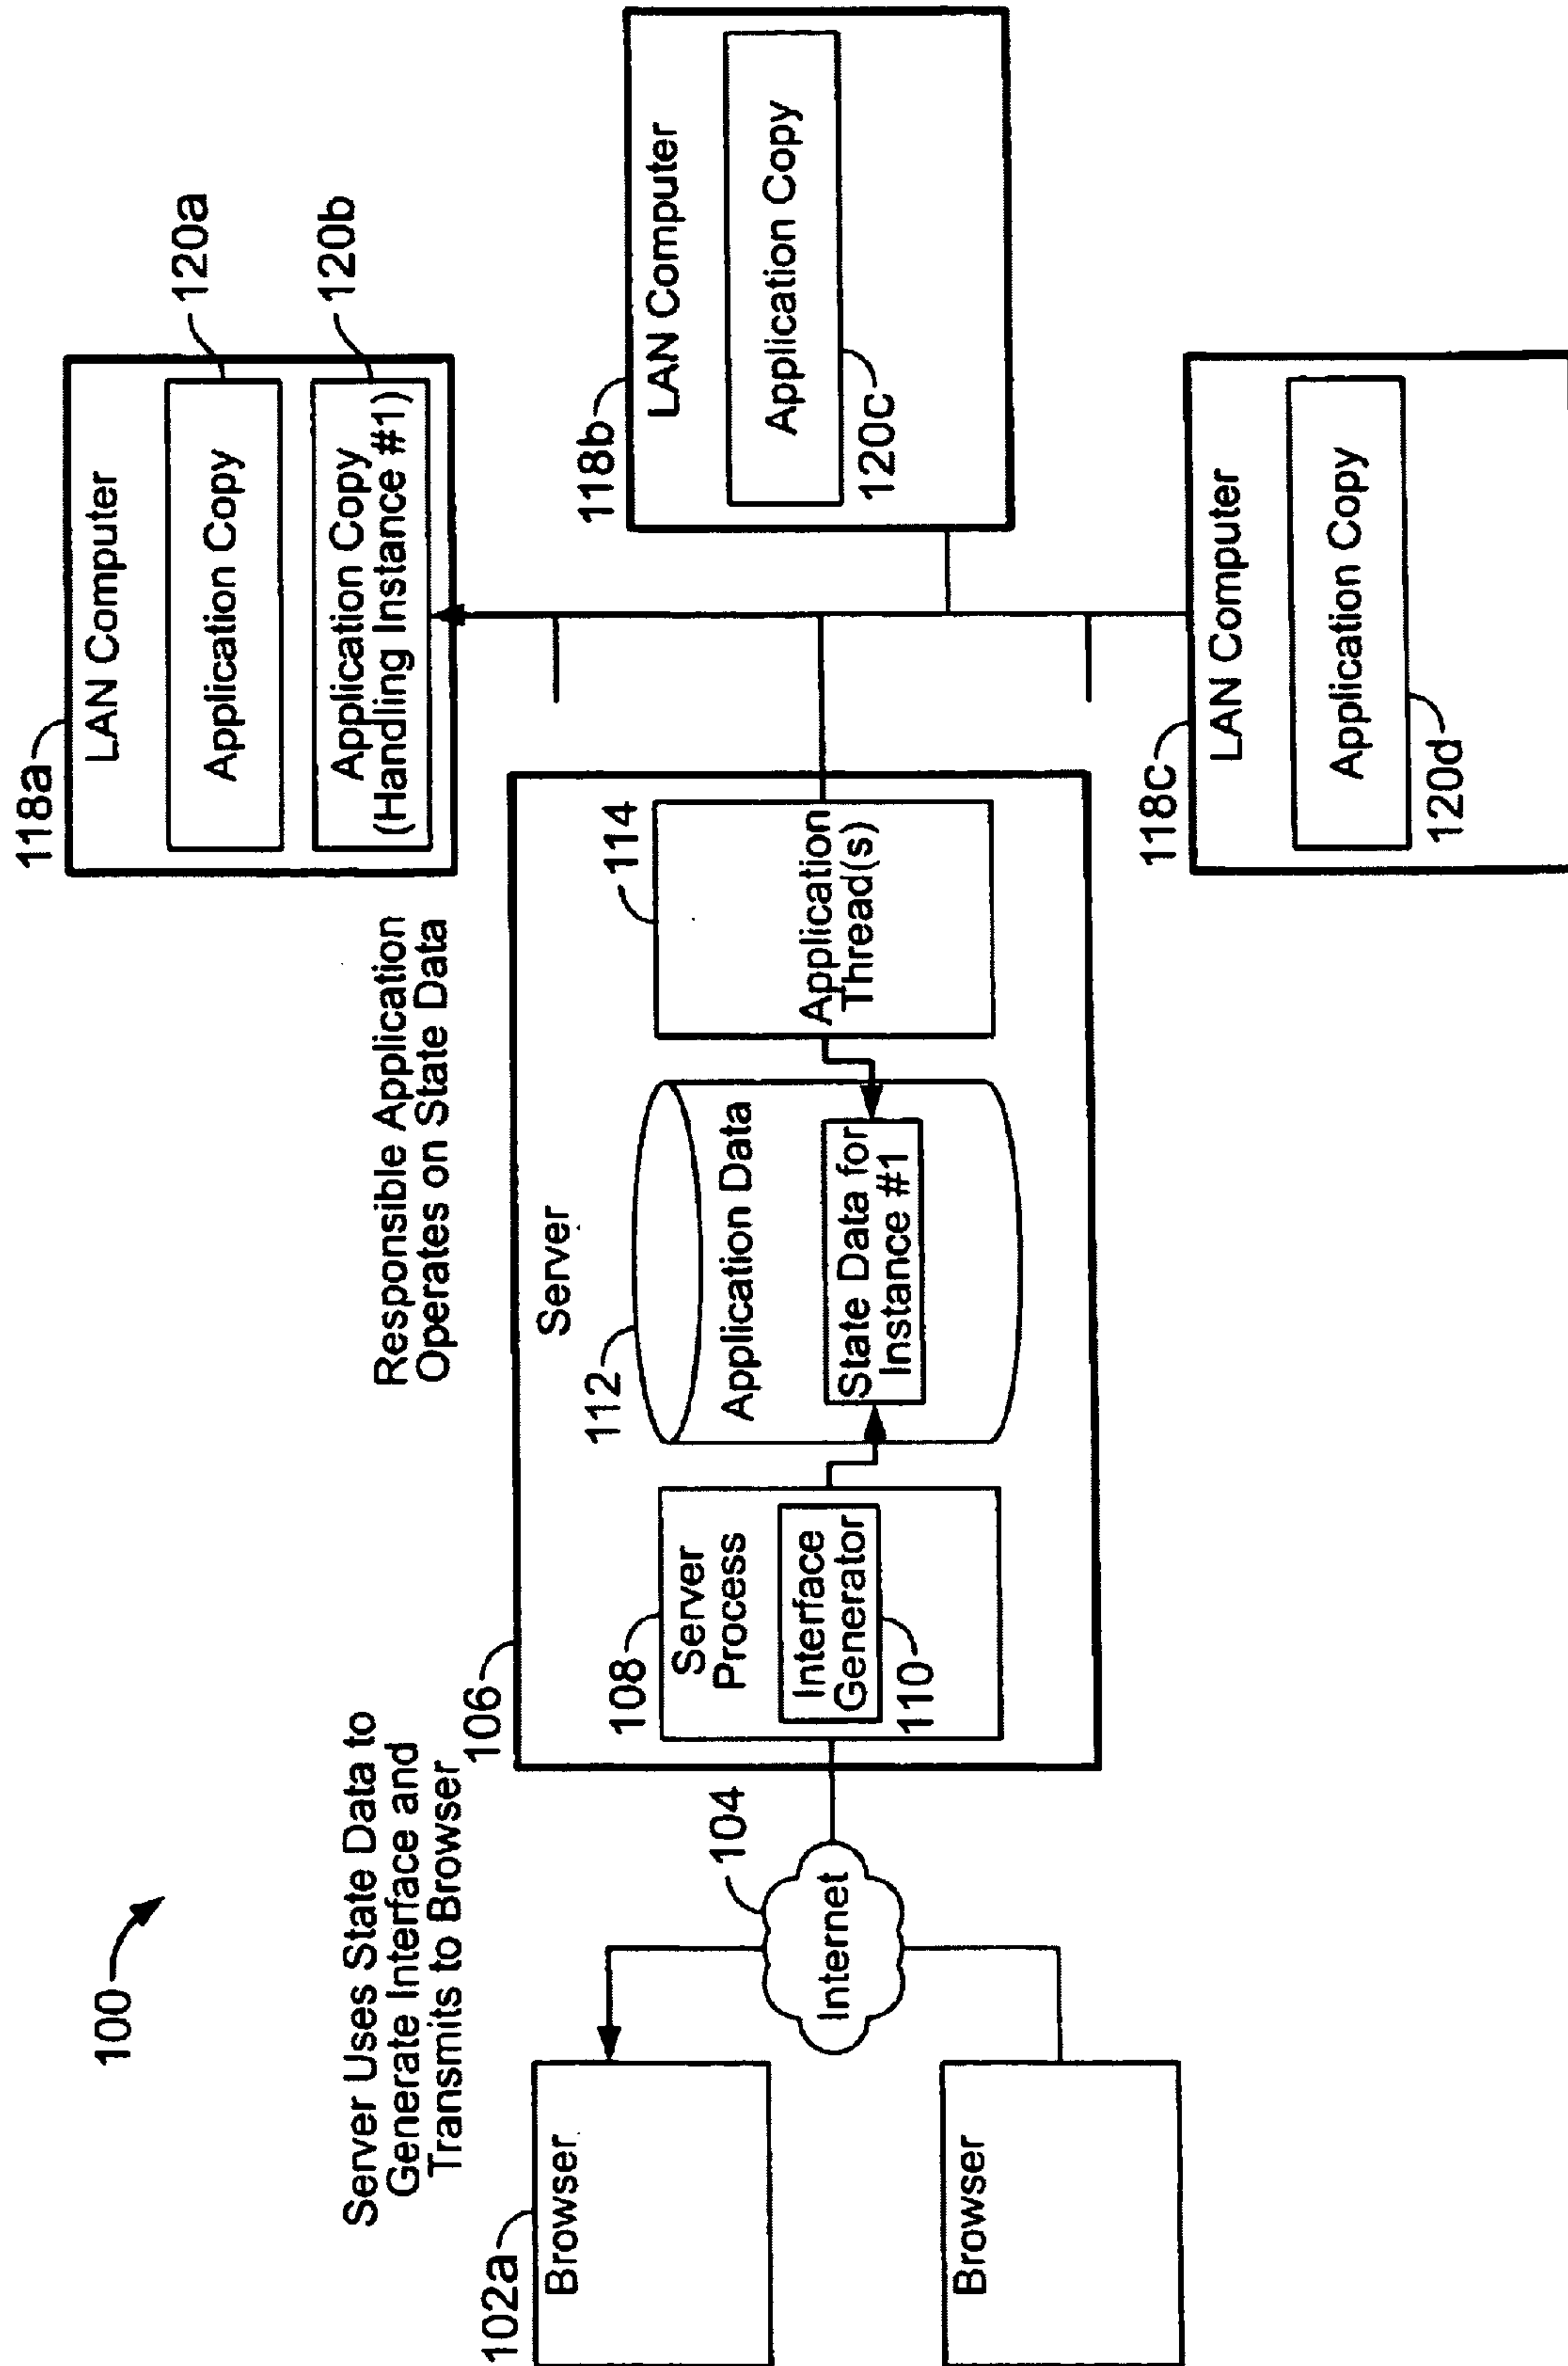 100
Server Uses State Data to
Generate Interface and
Transmits to Browser
Responsible Application
Operates on State Data
102a
Browser
Browser
104
Internet
106
Server
108
Server
Process
Interface
Generator
110
112
Application Data
State Data for
Instance #1
114
Application
Thread(s)
118a
LAN Computer
Application Copy
120a
Application Copy
(Handling Instance #1)
120b
118b
LAN Computer
Application Copy
120c
118c
LAN Computer
Application Copy
120d